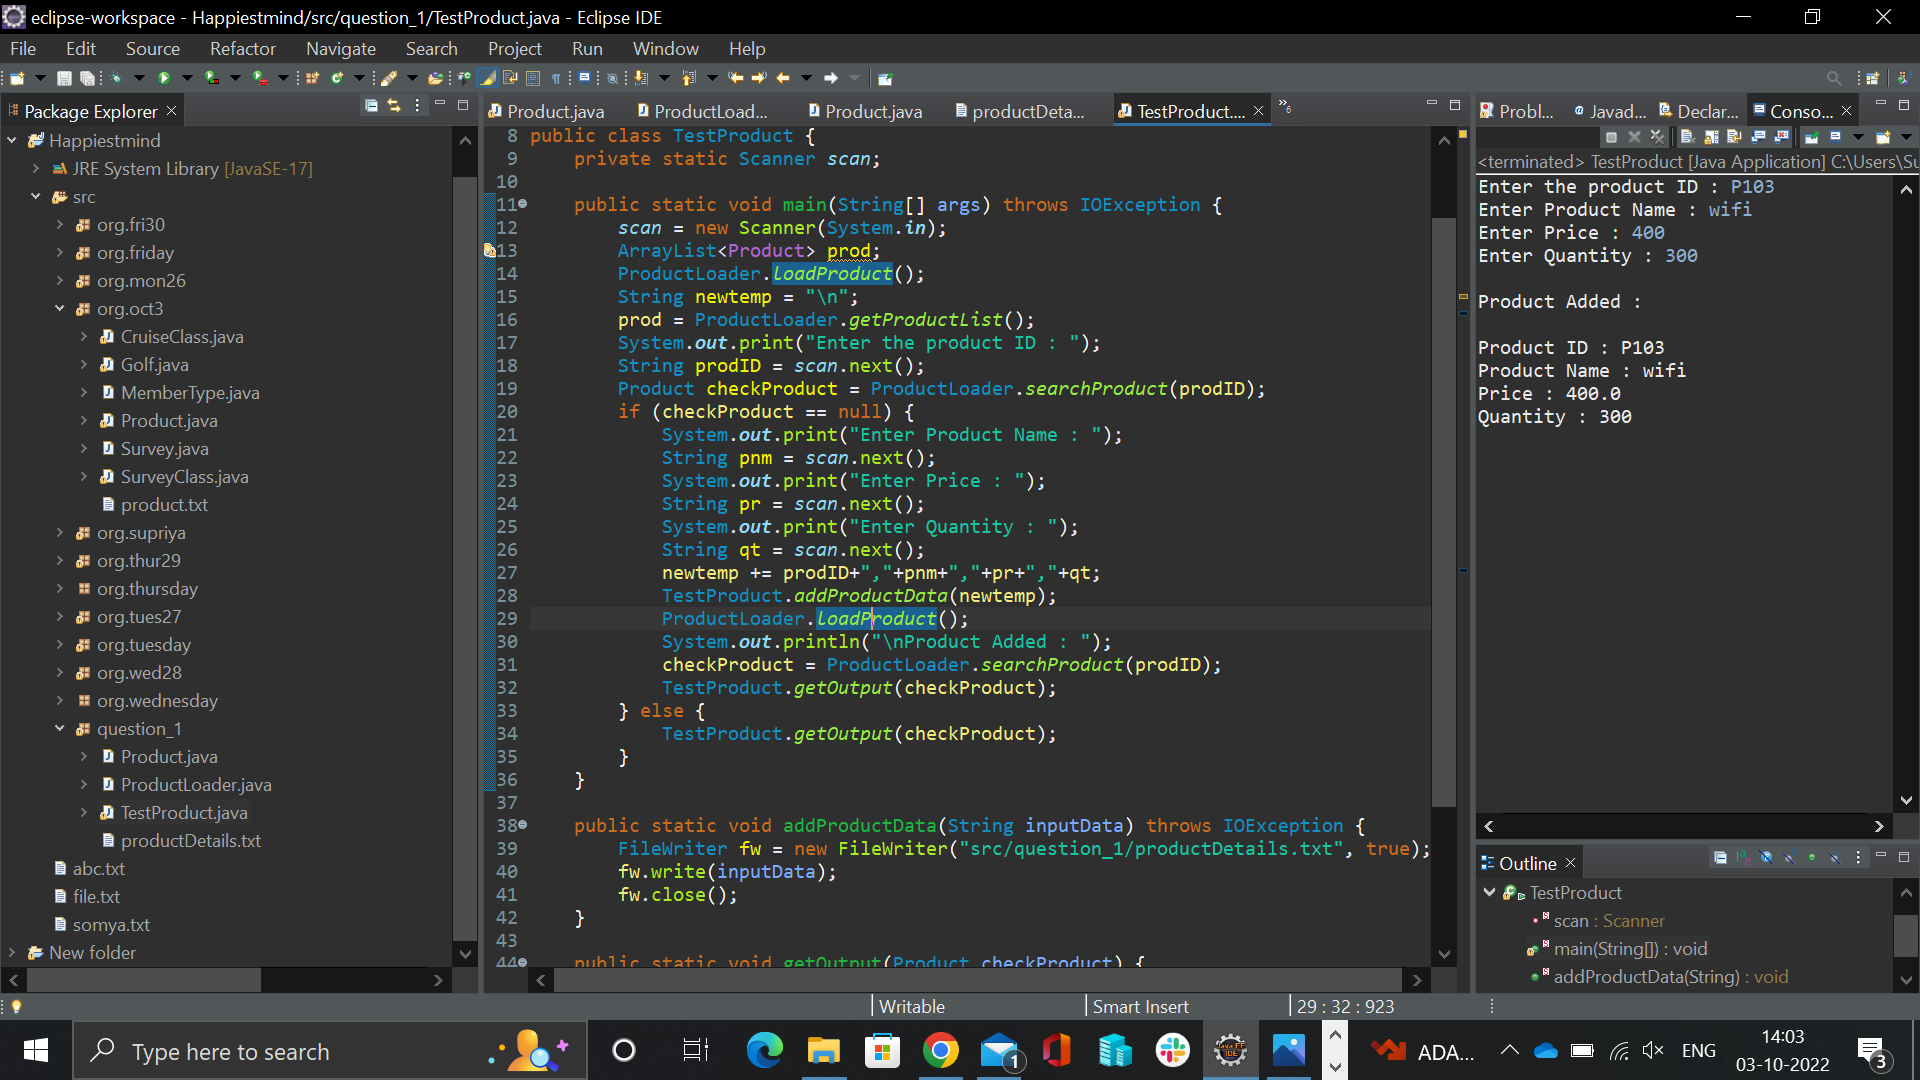 eclipse-workspace - Happiestmind/src/question_1/TestProduct.java - Eclipse IDE
File Edit Source Refactor Navigate Search Project Run Window Help
Package Explorer
Happiestmind
JRE System Library [JavaSE-17]
src
org.fri30
org.friday
org.mon26
org.oct3
CruiseClass.java
Golf.java
MemberType.java
Product.java
Survey.java
SurveyClass.java
product.txt
org.supriya
org.thur29
org.thursday
org.tues27
org.tuesday
org.wed28
org.wednesday
question_1
Product.java
ProductLoader.java
TestProduct.java
productDetails.txt
abc.txt
file.txt
somya.txt
New folder
Product.java ProductLoad... Product.java productDeta... TestProduct.... »6
8 public class TestProduct {
9 private static Scanner scan;
10
11 public static void main(String[] args) throws IOException {
12 scan = new Scanner(System.in);
13 ArrayList<Product> prod;
14 ProductLoader.loadProduct();
15 String newtemp = "\n";
16 prod = ProductLoader.getProductList();
17 System.out.print("Enter the product ID : ");
18 String prodID = scan.next();
19 Product checkProduct = ProductLoader.searchProduct(prodID);
20 if (checkProduct == null) {
21 System.out.print("Enter Product Name : ");
22 String pnm = scan.next();
23 System.out.print("Enter Price : ");
24 String pr = scan.next();
25 System.out.print("Enter Quantity : ");
26 String qt = scan.next();
27 newtemp += prodID+","+pnm+","+pr+","+qt;
28 TestProduct.addProductData(newtemp);
29 ProductLoader.loadProduct();
30 System.out.println("\nProduct Added : ");
31 checkProduct = ProductLoader.searchProduct(prodID);
32 TestProduct.getOutput(checkProduct);
33 } else {
34 TestProduct.getOutput(checkProduct);
35 }
36 }
37
38 public static void addProductData(String inputData) throws IOException {
39 FileWriter fw = new FileWriter("src/question_1/productDetails.txt", true);
40 fw.write(inputData);
41 fw.close();
42 }
43
44 public static void getOutput(Product checkProduct) {
Probl... Javad... Declar... Conso...
<terminated> TestProduct [Java Application] C:\Users\Su
Enter the product ID : P103
Enter Product Name : wifi
Enter Price : 400
Enter Quantity : 300
Product Added :
Product ID : P103
Product Name : wifi
Price : 400.0
Quantity : 300
Outline
TestProduct
scan : Scanner
main(String[]) : void
addProductData(String) : void
Writable Smart Insert 29 : 32 : 923
Type here to search
1
Java EE
IDE
ADA...
ENG
14:03
03-10-2022
3